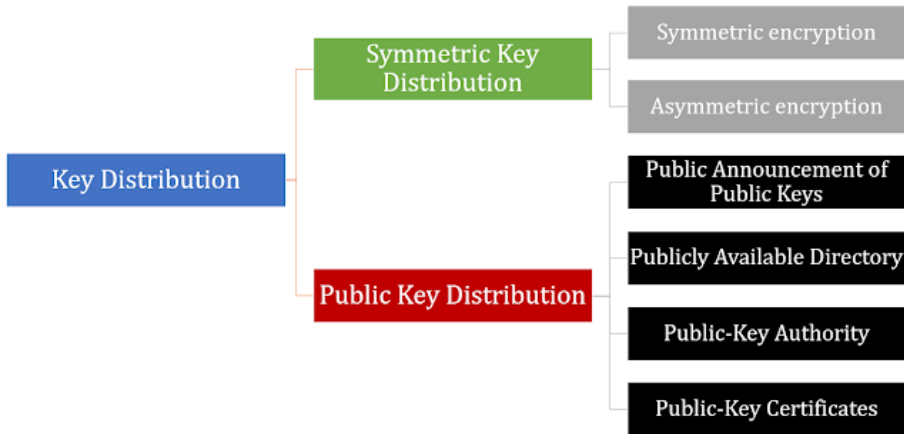 Symmetric encryption
Symmetric Key
Distribution
Asymmetric encryption
Key Distribution
Public Announcement of
Public Keys
Publicly Available Directory
Public Key Distribution
Public-Key Authority
Public-Key Certificates